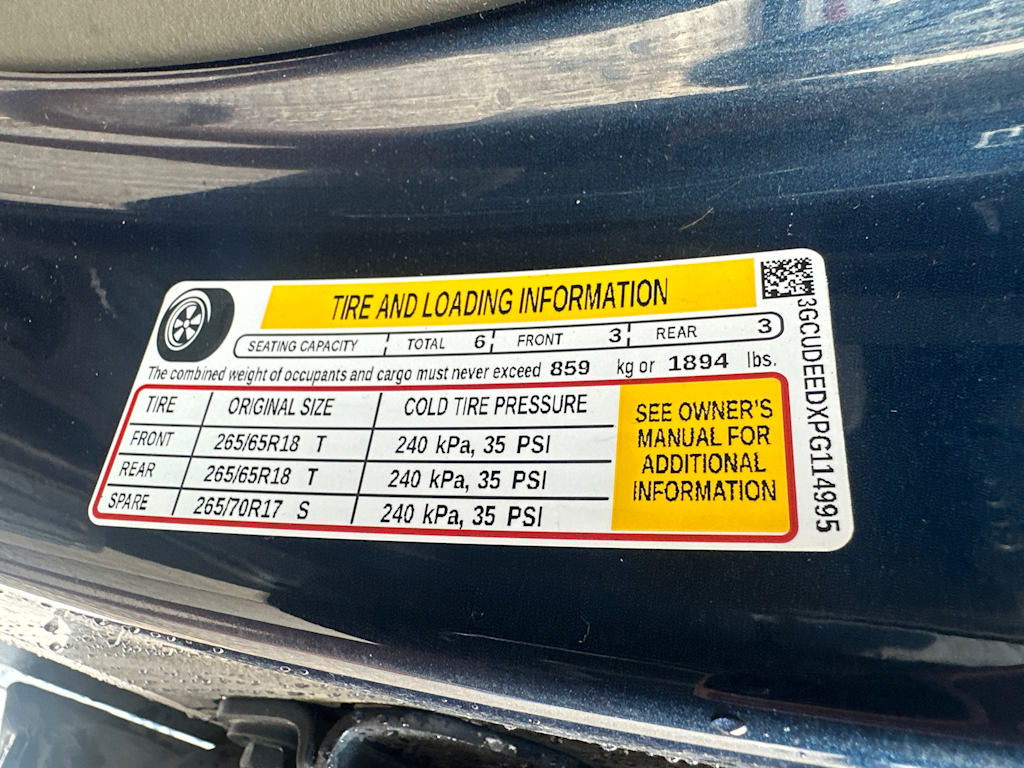 TIRE AND LOADING INFORMATION
SEATING CAPACITY TOTAL 6 FRONT 3 REAR 3
The combined weight of occupants and cargo must never exceed 859 kg or 1894 lbs.
TIRE ORIGINAL SIZE COLD TIRE PRESSURE
FRONT 265/65R18 T 240 kPa, 35 PSI
REAR 265/65R18 T 240 kPa, 35 PSI
SPARE 265/70R17 S 240 kPa, 35 PSI
SEE OWNER'S
MANUAL FOR
ADDITIONAL
INFORMATION
3GCUDEEDXPG114995